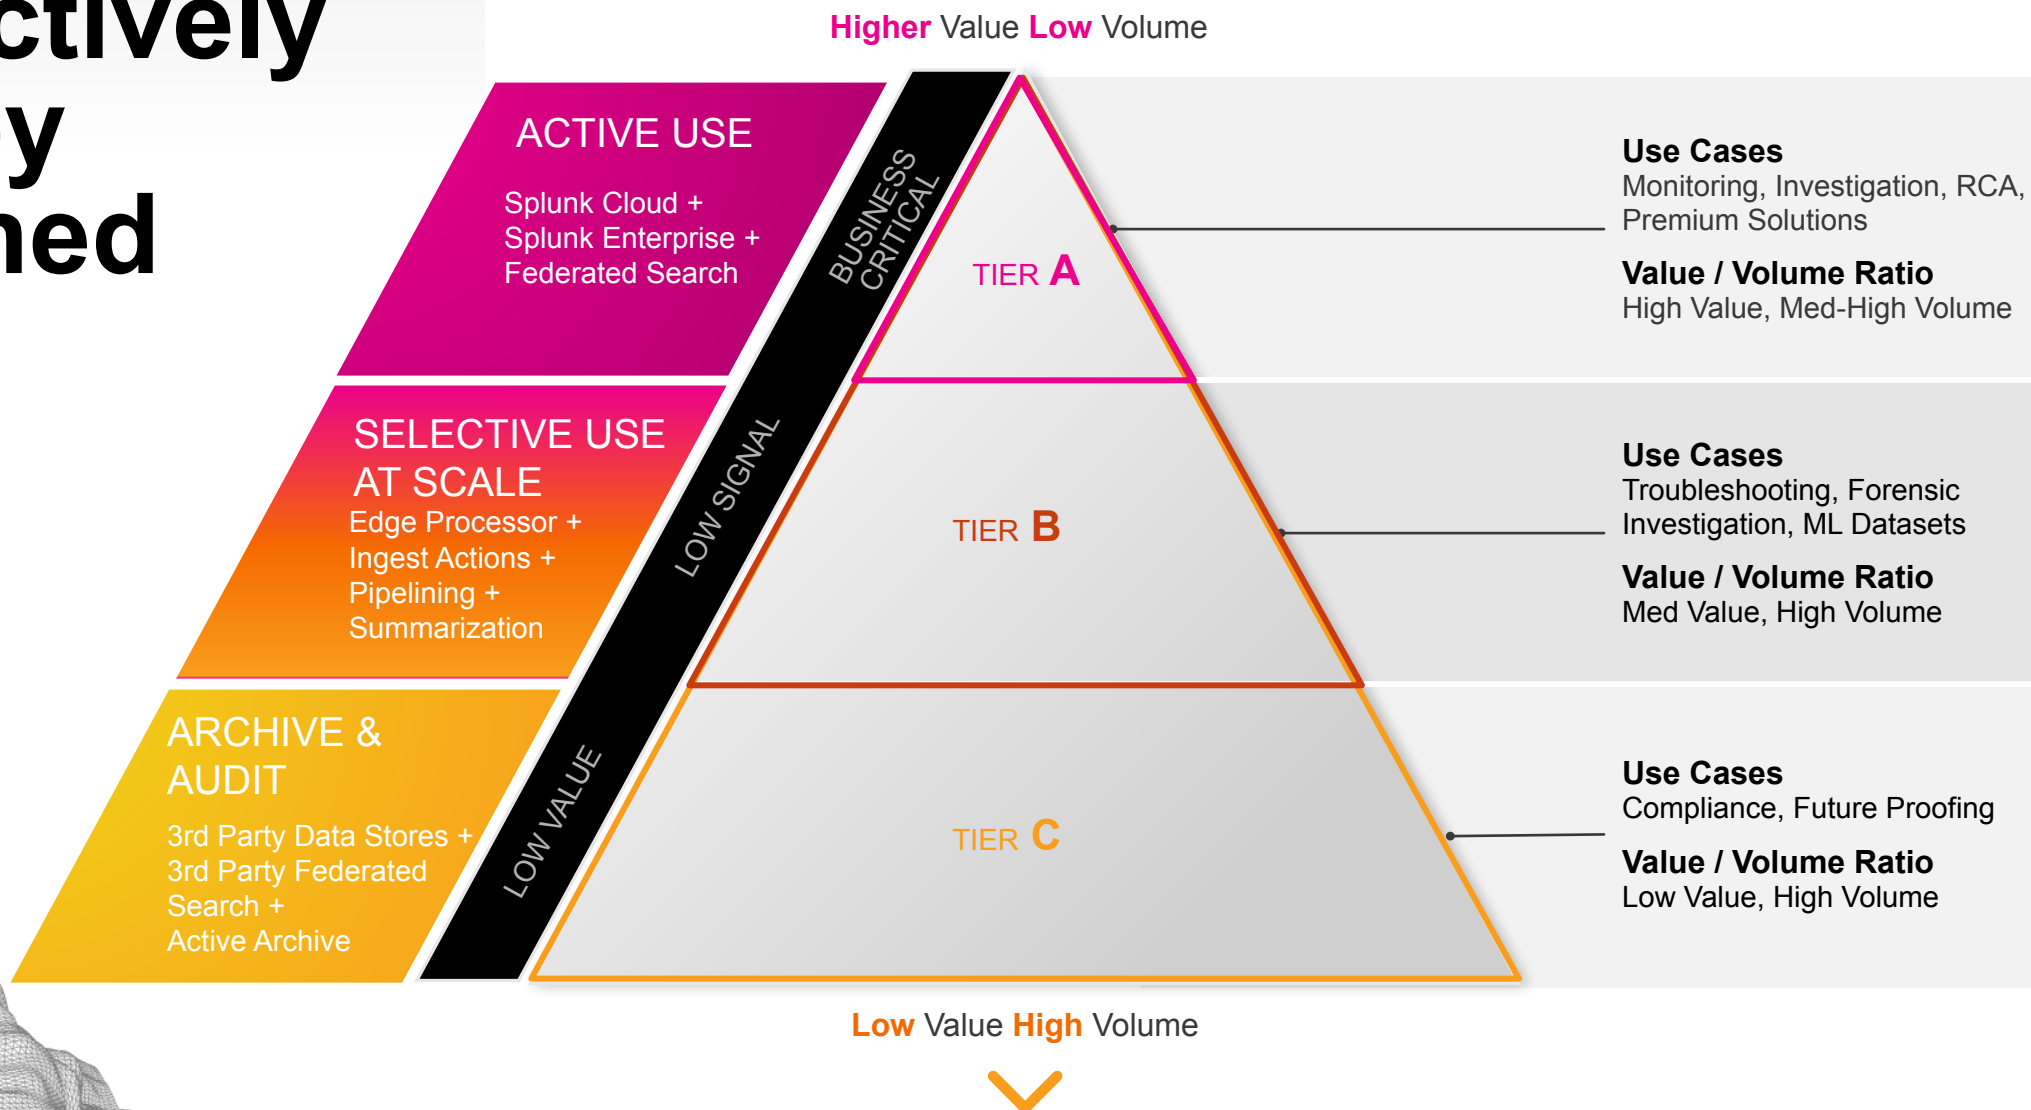 Higher Value Low Volume
ACTIVE USE
Splunk Cloud +
Splunk Enterprise +
Federated Search
BUSINESS
CRITICAL
TIER A
Use Cases
Monitoring, Investigation, RCA,
Premium Solutions
Value / Volume Ratio
High Value, Med-High Volume
SELECTIVE USE
AT SCALE
Edge Processor +
Ingest Actions +
Pipelining +
Summarization
LOW SIGNAL
TIER B
Use Cases
Troubleshooting, Forensic
Investigation, ML Datasets
Value / Volume Ratio
Med Value, High Volume
ARCHIVE &
AUDIT
3rd Party Data Stores +
3rd Party Federated
Search +
Active Archive
LOW VALUE
TIER C
Use Cases
Compliance, Future Proofing
Value / Volume Ratio
Low Value, High Volume
Low Value High Volume